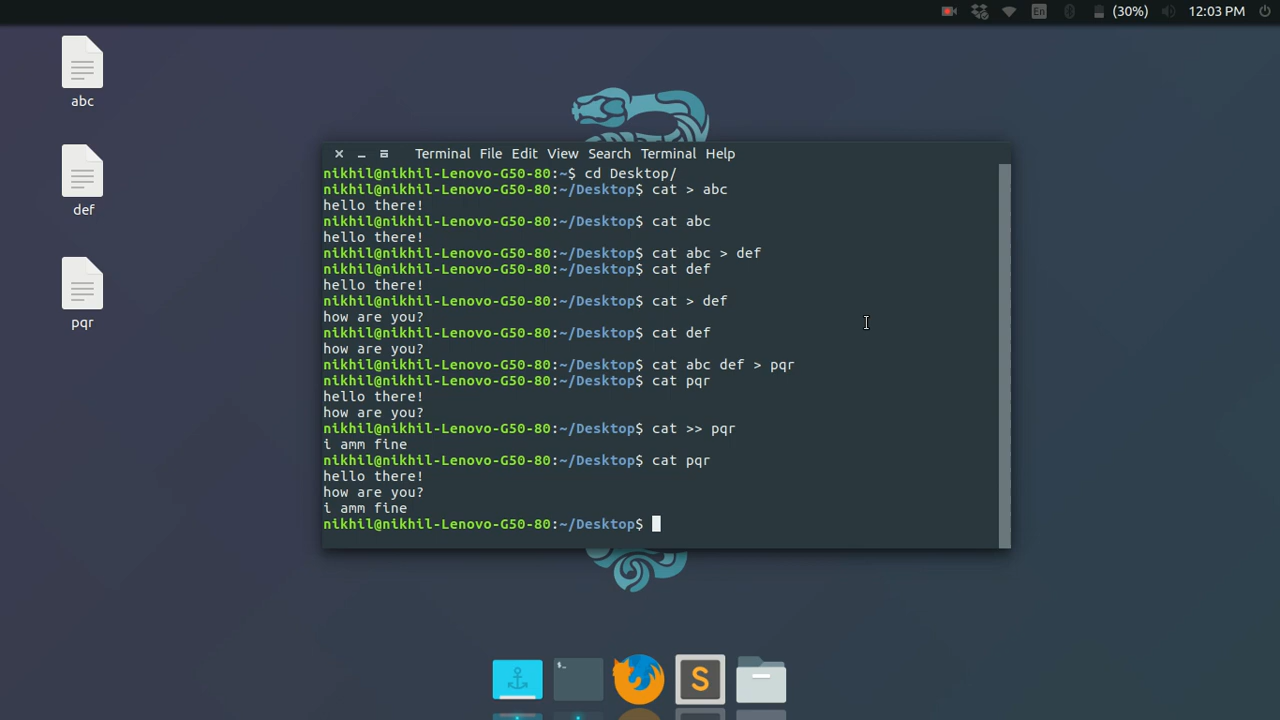 En (30%) 12:03 PM
abc
def
pqr
Terminal File Edit View Search Terminal Help
nikhil@nikhil-Lenovo-G50-80:~$ cd Desktop/
nikhil@nikhil-Lenovo-G50-80:~/Desktop$ cat > abc
hello there!
nikhil@nikhil-Lenovo-G50-80:~/Desktop$ cat abc
hello there!
nikhil@nikhil-Lenovo-G50-80:~/Desktop$ cat abc > def
nikhil@nikhil-Lenovo-G50-80:~/Desktop$ cat def
hello there!
nikhil@nikhil-Lenovo-G50-80:~/Desktop$ cat > def
how are you?
nikhil@nikhil-Lenovo-G50-80:~/Desktop$ cat def
how are you?
nikhil@nikhil-Lenovo-G50-80:~/Desktop$ cat abc def > pqr
nikhil@nikhil-Lenovo-G50-80:~/Desktop$ cat pqr
hello there!
how are you?
nikhil@nikhil-Lenovo-G50-80:~/Desktop$ cat >> pqr
i amm fine
nikhil@nikhil-Lenovo-G50-80:~/Desktop$ cat pqr
hello there!
how are you?
i amm fine
nikhil@nikhil-Lenovo-G50-80:~/Desktop$
$_
S